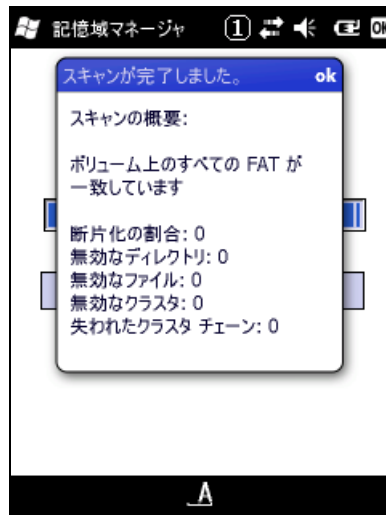 記憶域マネージャ 1 OK
スキャンが完了しました。 ok
スキャンの概要:
ボリューム上のすべての FAT が
一致しています
断片化の割合: 0
無効なディレクトリ: 0
無効なファイル: 0
無効なクラスタ: 0
失われたクラスタ チェーン: 0
A